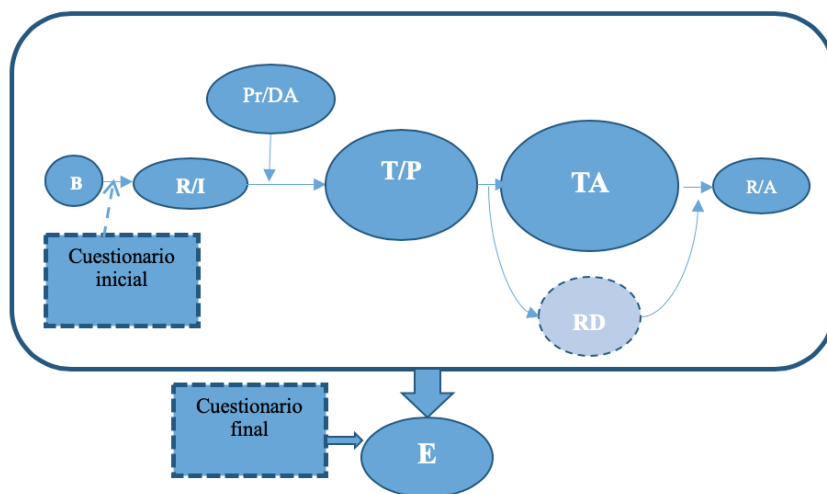 Pr/DA
B
R/I
T/P
TA
R/A
Cuestionario
inicial
RD
Cuestionario
final
E